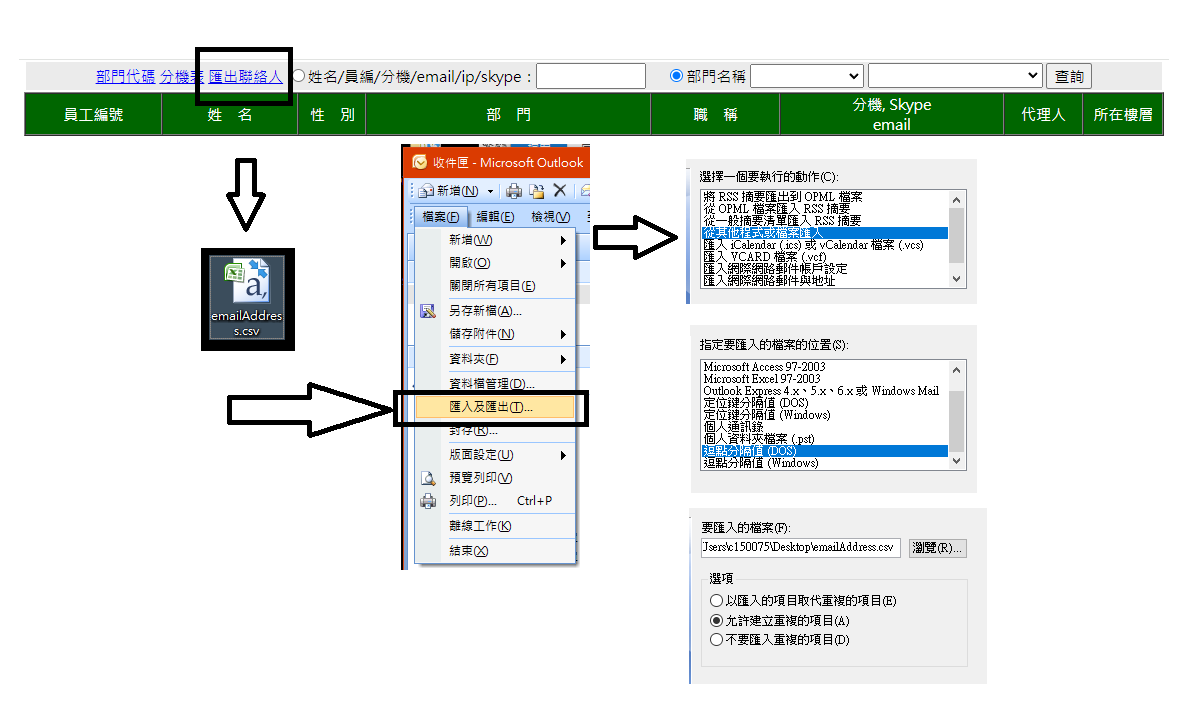 部門代碼 分機表 匯出聯絡人 姓名/員編/分機/email/ip/skype： 部門名稱 查詢
員工編號 姓 名 性 別 部 門 職 稱 分機, Skype 代理人 所在樓層
email
emailAddres
s.csv
收件匣 - Microsoft Outlook
新增(N)
檔案(F) 編輯(E) 檢視(V)
新增(W)
開啟(O)
關閉所有項目(E)
另存新檔(A)...
儲存附件(N)
資料夾(F)
資料檔管理(D)...
匯入及匯出(T)...
封存(R)...
版面設定(U)
預覽列印(V)
列印(P)... Ctrl+P
離線工作(K)
結束(X)
選擇一個要執行的動作(C):
將 RSS 摘要匯出到 OPML 檔案
從 OPML 檔案匯入 RSS 摘要
從一般摘要清單匯入 RSS 摘要
從其他程式或檔案匯入
匯入 iCalendar (.ics) 或 vCalendar 檔案 (.vcs)
匯入 VCARD 檔案 (.vcf)
匯入網際網路郵件帳戶設定
匯入網際網路郵件與地址
指定要匯入的檔案的位置(S):
Microsoft Access 97-2003
Microsoft Excel 97-2003
Outlook Express 4.x、5.x、6.x 或 Windows Mail
定位鍵分隔值 (DOS)
定位鍵分隔值 (Windows)
個人通訊錄
個人資料夾檔案 (.pst)
逗點分隔值 (DOS)
逗點分隔值 (Windows)
要匯入的檔案(F):
Jsers\c150075\Desktop\emailAddress.csv 瀏覽(R)...
選項
以匯入的項目取代重複的項目(E)
允許建立重複的項目(A)
不要匯入重複的項目(D)